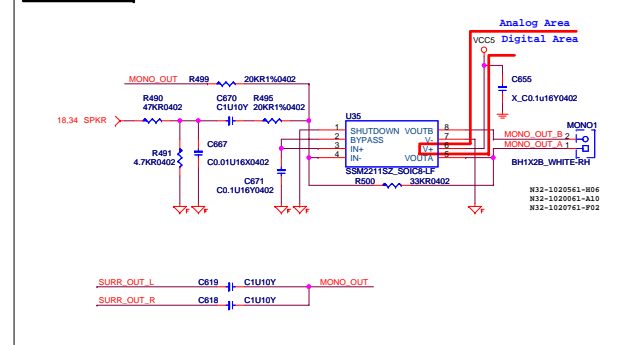 Analog Area
VCC5 Digital Area
MONO_OUT R499 20KR1%0402
C655
X_C0.1u16Y0402
R490
47KR0402
C670
C1U10Y
R495
20KR1%0402
18,34 SPKR
U35
1 SHUTDOWN VOUTB 8
2 BYPASS V- 7
3 IN+ V+ 6
4 IN- VOUTA 5
SSM2211SZ_SOIC8-LF
MONO1
MONO_OUT_B 2
MONO_OUT_A 1
BH1X2B_WHITE-RH
R491
4.7KR0402
C667
C0.01U16X0402
C671
C0.1U16Y0402
R500 33KR0402
N32-1020561-H06
N32-1020061-A10
N32-1020761-F02
F F F F F
SURR_OUT_L C619 C1U10Y MONO_OUT
SURR_OUT_R C618 C1U10Y